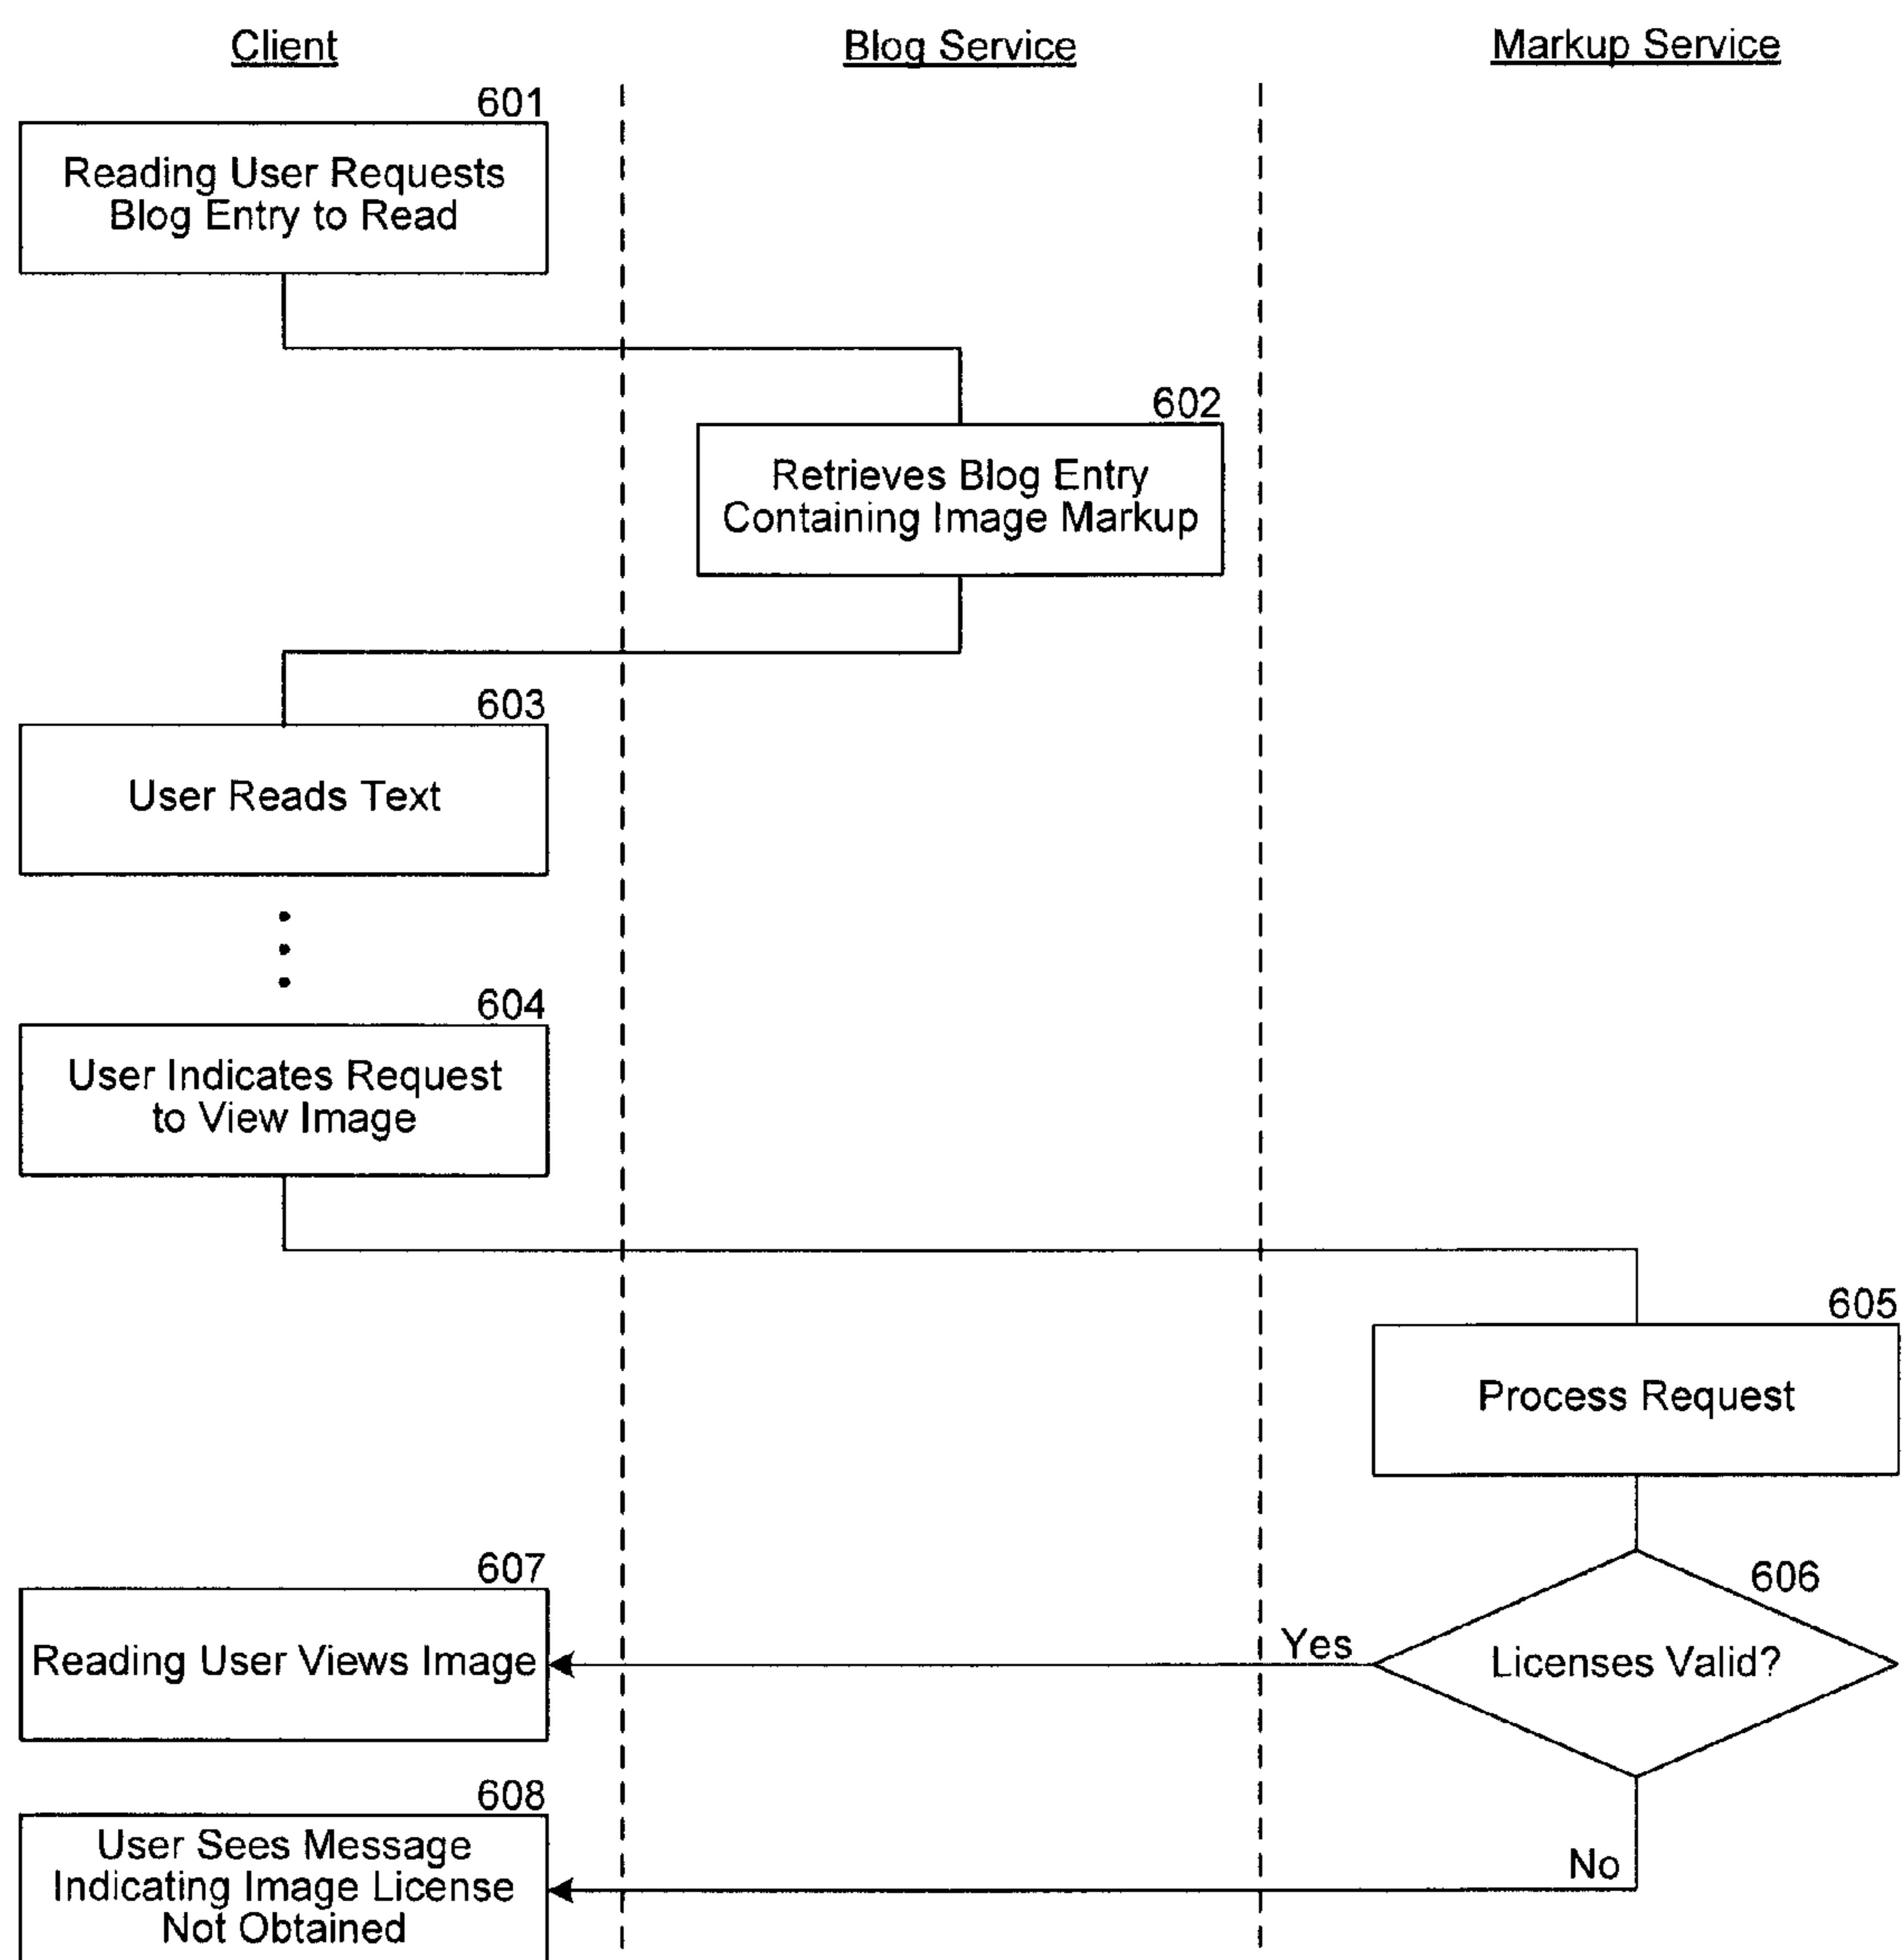 Client
Blog Service
Markup Service
601
Reading User Requests
Blog Entry to Read
602
Retrieves Blog Entry
Containing Image Markup
603
User Reads Text
604
User Indicates Request
to View Image
605
Process Request
606
Licenses Valid?
Yes
607
Reading User Views Image
No
608
User Sees Message
Indicating Image License
Not Obtained